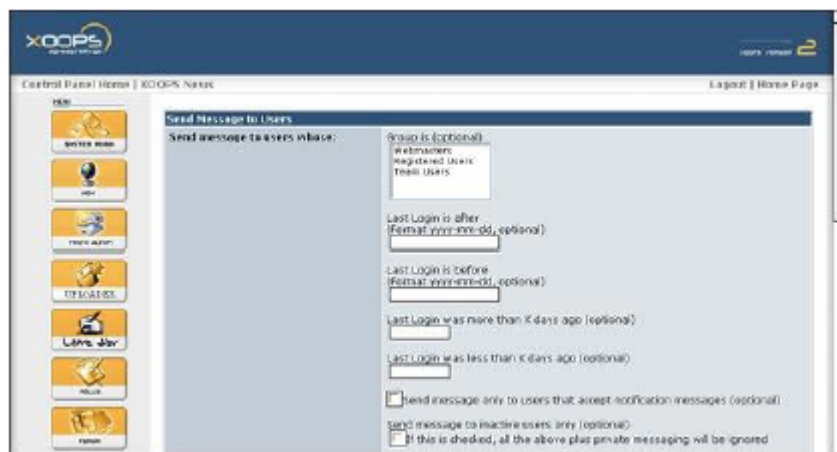 XOOPS
2
Control Panel Home | XOOPS News
Logout | Home Page
Send Message to Users
Send message to users whose:
Group is (optional)
Webmasters
Registered Users
Team Users
Last Login is after
(Format yyyy-mm-dd, optional)
Last Login is before
(Format yyyy-mm-dd, optional)
Last Login was more than X days ago (optional)
Last Login was less than X days ago (optional)
Send message only to users that accept notification messages (optional)
Send message to inactive users only (optional)
If this is checked, all the above plus private messaging will be ignored
SYSTEM ADMIN
UPLOADER
FORUM